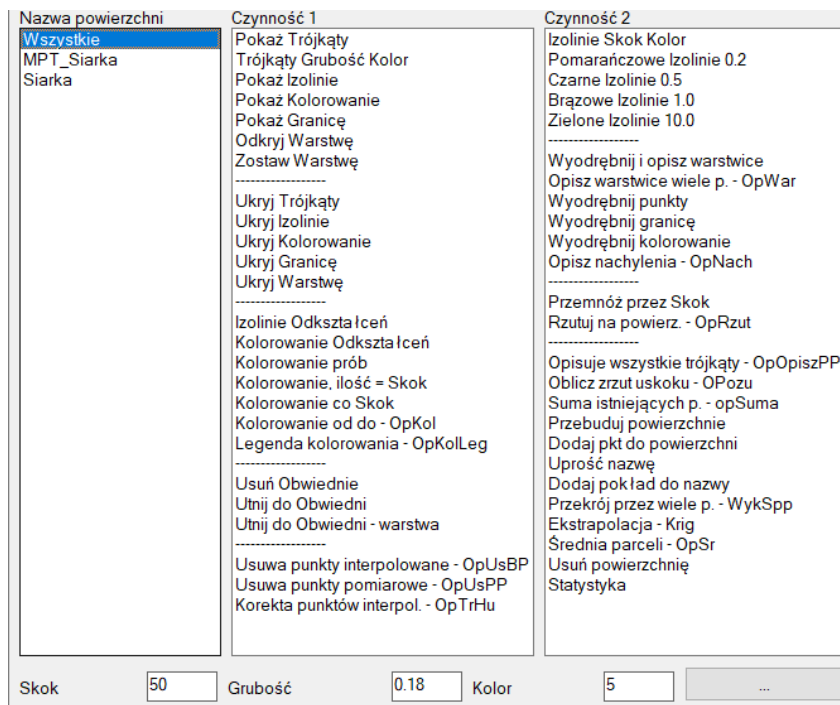 Nazwa powierzchni
Wszystkie
MPT_Siarka
Siarka
Czynność 1
Pokaż Trójkąty
Trójkąty Grubość Kolor
Pokaż Izolinie
Pokaż Kolorowanie
Pokaż Granicę
Odkryj Warstwę
Zostaw Warstwę
------------------
Ukryj Trójkąty
Ukryj Izolinie
Ukryj Kolorowanie
Ukryj Granicę
Ukryj Warstwę
------------------
Izolinie Odkształceń
Kolorowanie Odkształceń
Kolorowanie prób
Kolorowanie, ilość = Skok
Kolorowanie co Skok
Kolorowanie od do - OpKol
Legenda kolorowania - OpKolLeg
------------------
Usuń Obwiednie
Utnij do Obwiedni
Utnij do Obwiedni - warstwa
------------------
Usuwa punkty interpolowane - OpUsBP
Usuwa punkty pomiarowe - OpUsPP
Korekta punktów interpol. - OpTrHu
Czynność 2
Izolinie Skok Kolor
Pomarańczowe Izolinie 0.2
Czarne Izolinie 0.5
Brązowe Izolinie 1.0
Zielone Izolinie 10.0
------------------
Wyodrębnij i opisz warstwice
Opisz warstwice wiele p. - OpWar
Wyodrębnij punkty
Wyodrębnij granicę
Wyodrębnij kolorowanie
Opisz nachylenia - OpNach
------------------
Przemnóż przez Skok
Rzutuj na powierz. - OpRzut
------------------
Opisuje wszystkie trójkąty - OpOpiszPP
Oblicz zrzut uskoku - OPozu
Suma istniejących p. - opSuma
Przebuduj powierzchnie
Dodaj pkt do powierzchni
Uprość nazwę
Dodaj pokład do nazwy
Przekrój przez wiele p. - WykSpp
Ekstrapolacja - Krig
Średnia parceli - OpSr
Usuń powierzchnię
Statystyka
Skok 50 Grubość 0.18 Kolor 5 ...